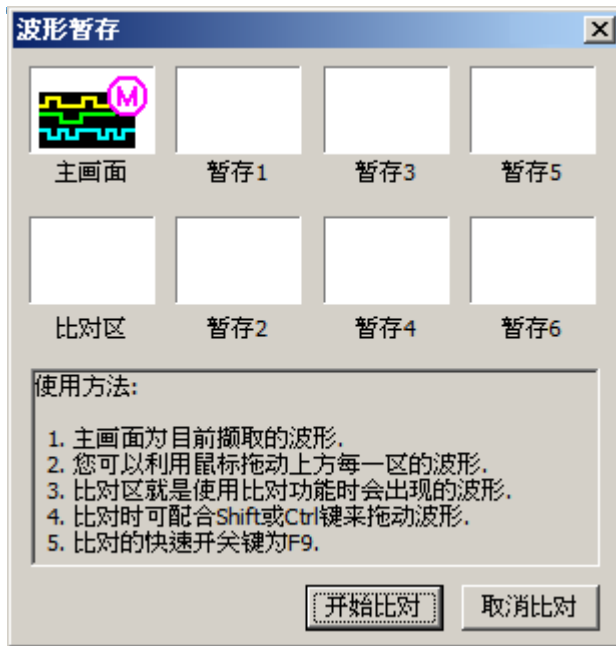 波形暂存
M
主画面 暂存1 暂存3 暂存5
比对区 暂存2 暂存4 暂存6
使用方法:
1. 主画面为目前撷取的波形.
2. 您可以利用鼠标拖动上方每一区的波形.
3. 比对区就是使用比对功能时会出现的波形.
4. 比对时可配合Shift或Ctrl键来拖动波形.
5. 比对的快速开关键为F9.
开始比对 取消比对